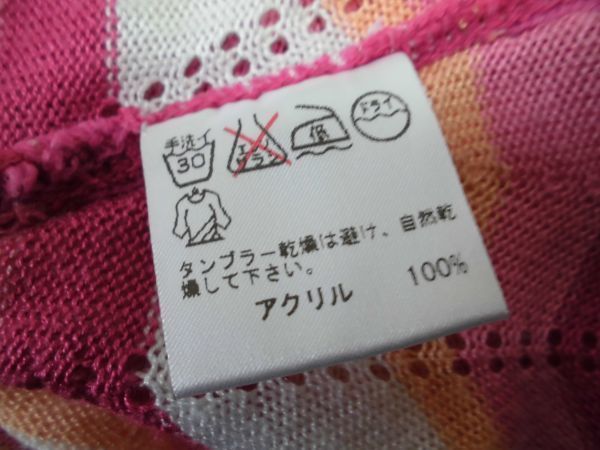 手洗イ
30
エンソ
サラシ
低
ドライ
タンブラー乾燥は避け、自然乾
燥して下さい。
アクリル 100%